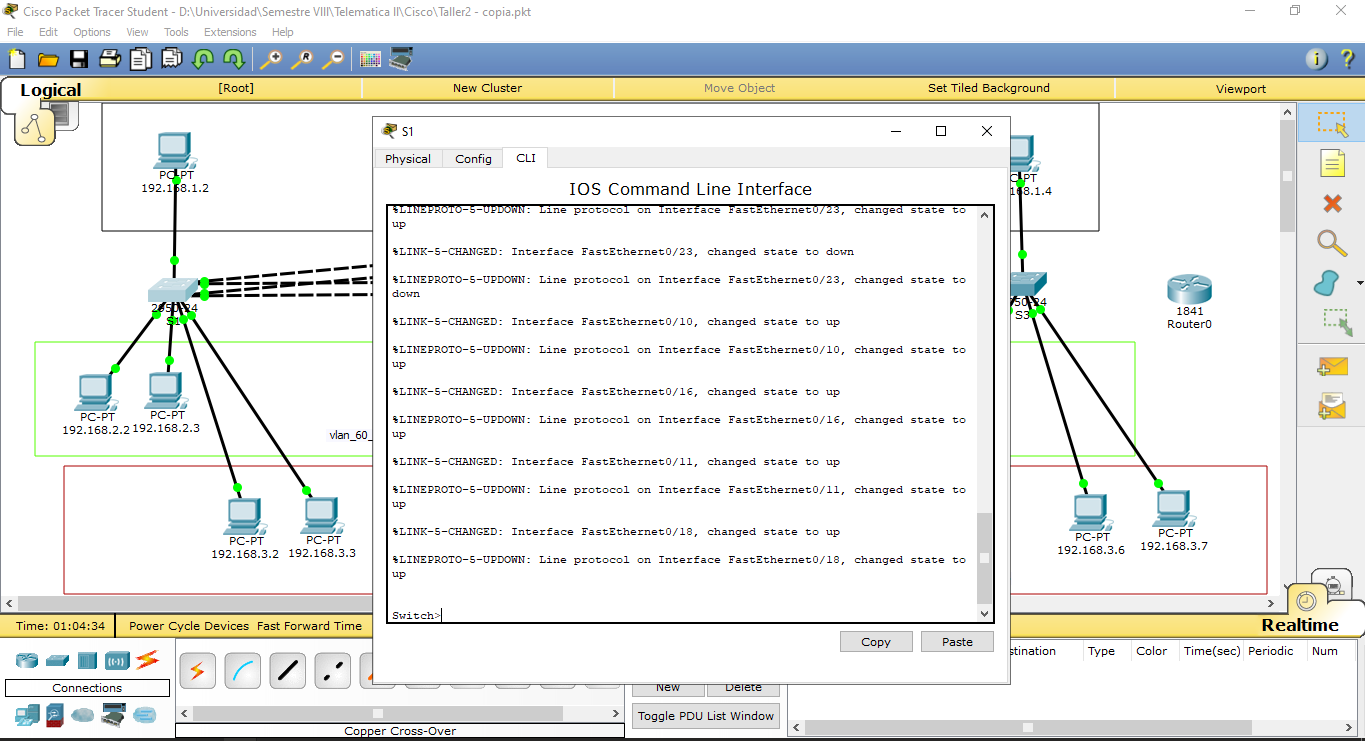 Cisco Packet Tracer Student - D:\Universidad\Semestre VIII\Telematica II\Cisco\Taller2 - copia.pkt
File Edit Options View Tools Extensions Help
Logical [Root] New Cluster Move Object Set Tiled Background Viewport
PC-PT
192.168.1.2
2950-24
S1
PC-PT
192.168.2.2
PC-PT
192.168.2.3
vlan_60_
PC-PT
192.168.3.2
PC-PT
192.168.3.3
S1
Physical Config CLI
IOS Command Line Interface
%LINEPROTO-5-UPDOWN: Line protocol on Interface FastEthernet0/23, changed state to
up
%LINK-5-CHANGED: Interface FastEthernet0/23, changed state to down
%LINEPROTO-5-UPDOWN: Line protocol on Interface FastEthernet0/23, changed state to
down
%LINK-5-CHANGED: Interface FastEthernet0/10, changed state to up
%LINEPROTO-5-UPDOWN: Line protocol on Interface FastEthernet0/10, changed state to
up
%LINK-5-CHANGED: Interface FastEthernet0/16, changed state to up
%LINEPROTO-5-UPDOWN: Line protocol on Interface FastEthernet0/16, changed state to
up
%LINK-5-CHANGED: Interface FastEthernet0/11, changed state to up
%LINEPROTO-5-UPDOWN: Line protocol on Interface FastEthernet0/11, changed state to
up
%LINK-5-CHANGED: Interface FastEthernet0/18, changed state to up
%LINEPROTO-5-UPDOWN: Line protocol on Interface FastEthernet0/18, changed state to
up
Switch>
Copy Paste
C-PT
68.1.4
50-24
S3
1841
Router0
PC-PT
192.168.3.6
PC-PT
192.168.3.7
Time: 01:04:34 Power Cycle Devices Fast Forward Time
Realtime
Connections
Copper Cross-Over
New Delete
Toggle PDU List Window
stination Type Color Time(sec) Periodic Num